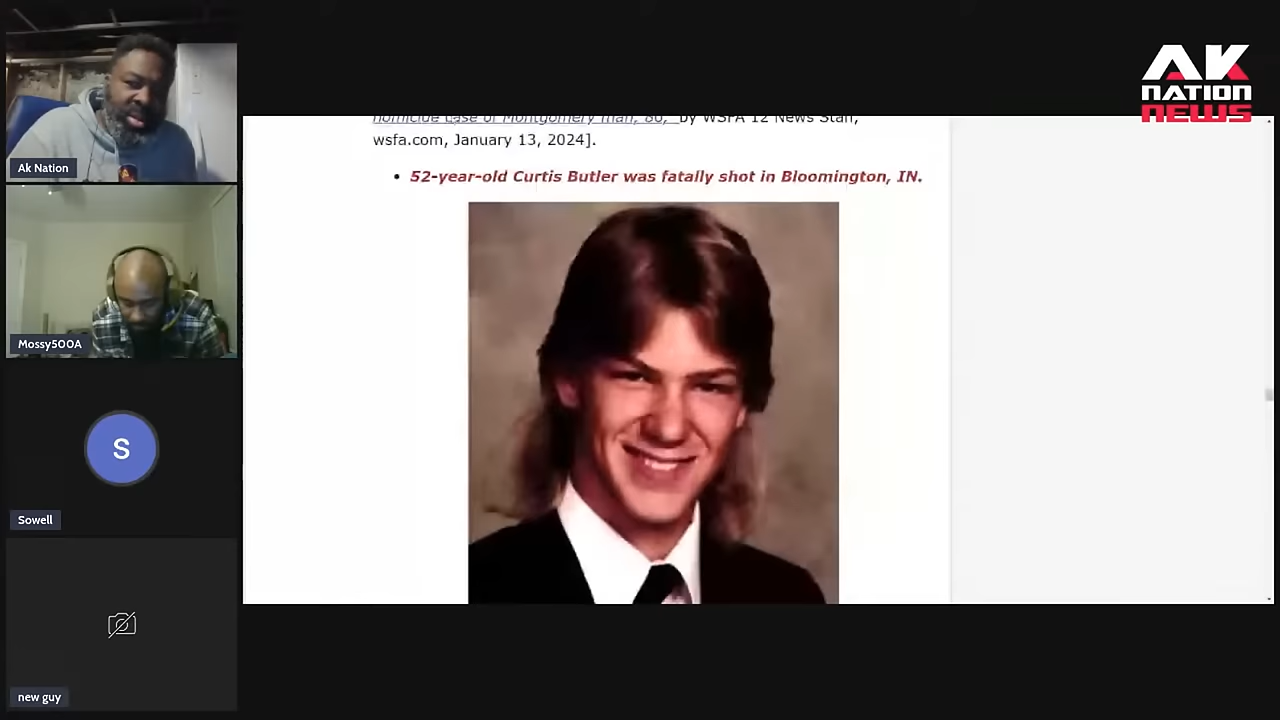 AK
NATION
NEWS
homicide case of Montgomery man, 80," by WSFA 12 News Staff,
wsfa.com, January 13, 2024].
• 52-year-old Curtis Butler was fatally shot in Bloomington, IN.
Ak Nation
Mossy500A
S
Sowell
new guy